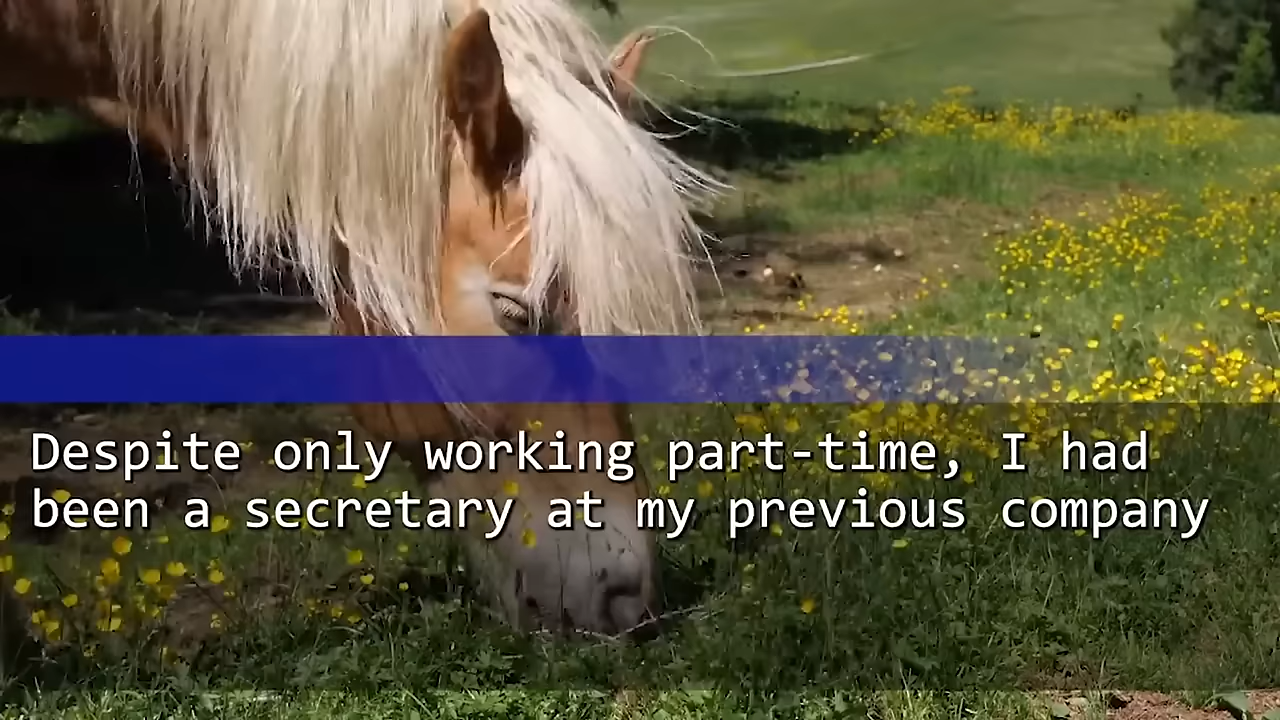 Despite only working part-time, I had
been a secretary at my previous company